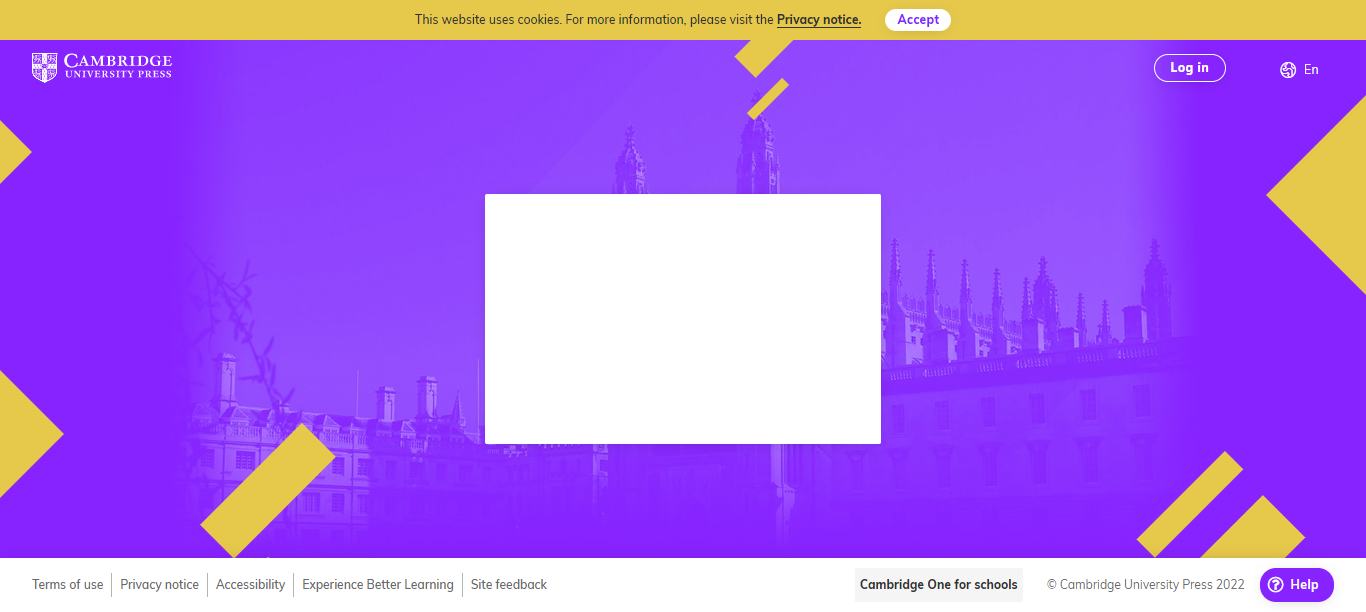 This website uses cookies. For more information, please visit the Privacy notice. Accept
CAMBRIDGE
UNIVERSITY PRESS
Log in
En
Terms of use
Privacy notice
Accessibility
Experience Better Learning
Site feedback
Cambridge One for schools
© Cambridge University Press 2022
Help